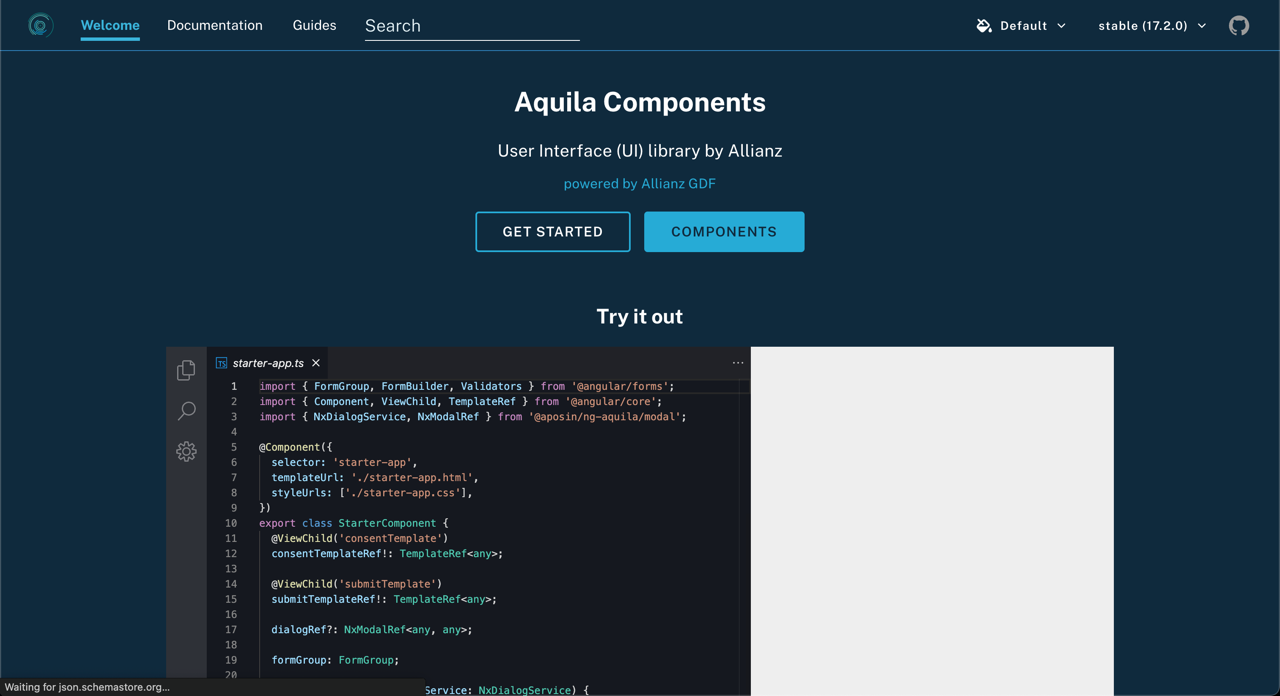 Welcome Documentation Guides Search Default stable (17.2.0)
Aquila Components
User Interface (UI) library by Allianz
powered by Allianz GDF
GET STARTED COMPONENTS
Try it out
TS starter-app.ts
1 import { FormGroup, FormBuilder, Validators } from '@angular/forms';
2 import { Component, ViewChild, TemplateRef } from '@angular/core';
3 import { NxDialogService, NxModalRef } from '@aposin/ng-aquila/modal';
4
5 @Component({
6 selector: 'starter-app',
7 templateUrl: './starter-app.html',
8 styleUrls: ['./starter-app.css'],
9 })
10 export class StarterComponent {
11 @ViewChild('consentTemplate')
12 consentTemplateRef!: TemplateRef<any>;
13
14 @ViewChild('submitTemplate')
15 submitTemplateRef!: TemplateRef<any>;
16
17 dialogRef?: NxModalRef<any, any>;
18
19 formGroup: FormGroup;
20
Service: NxDialogService) {
Waiting for json.schemastore.org...